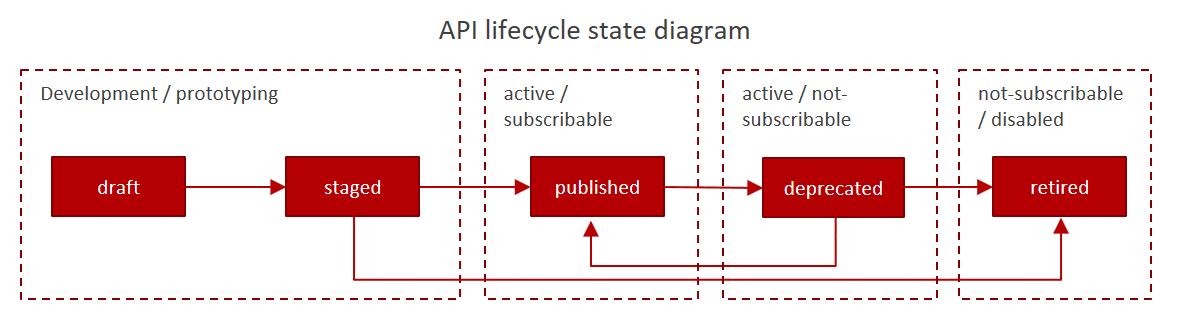 API lifecycle state diagram
Development / prototyping
active /
subscribable
active / not-
subscribable
not-subscribable
/ disabled
draft
staged
published
deprecated
retired